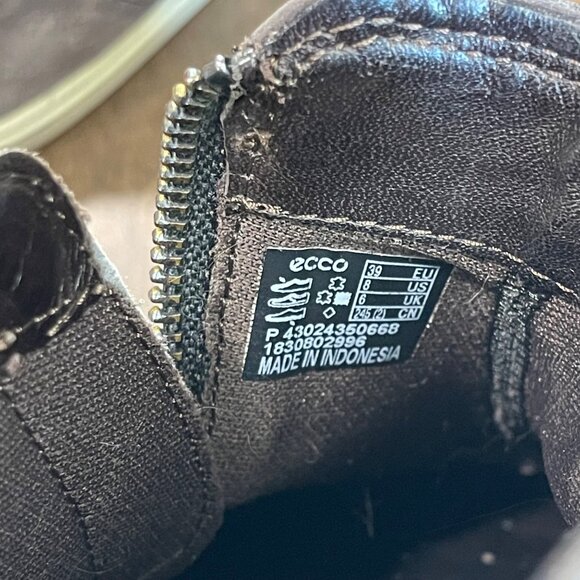 ecco
39 EU
8 US
6 UK
245 (2) CN
P 43024350668
1830802996
MADE IN INDONESIA